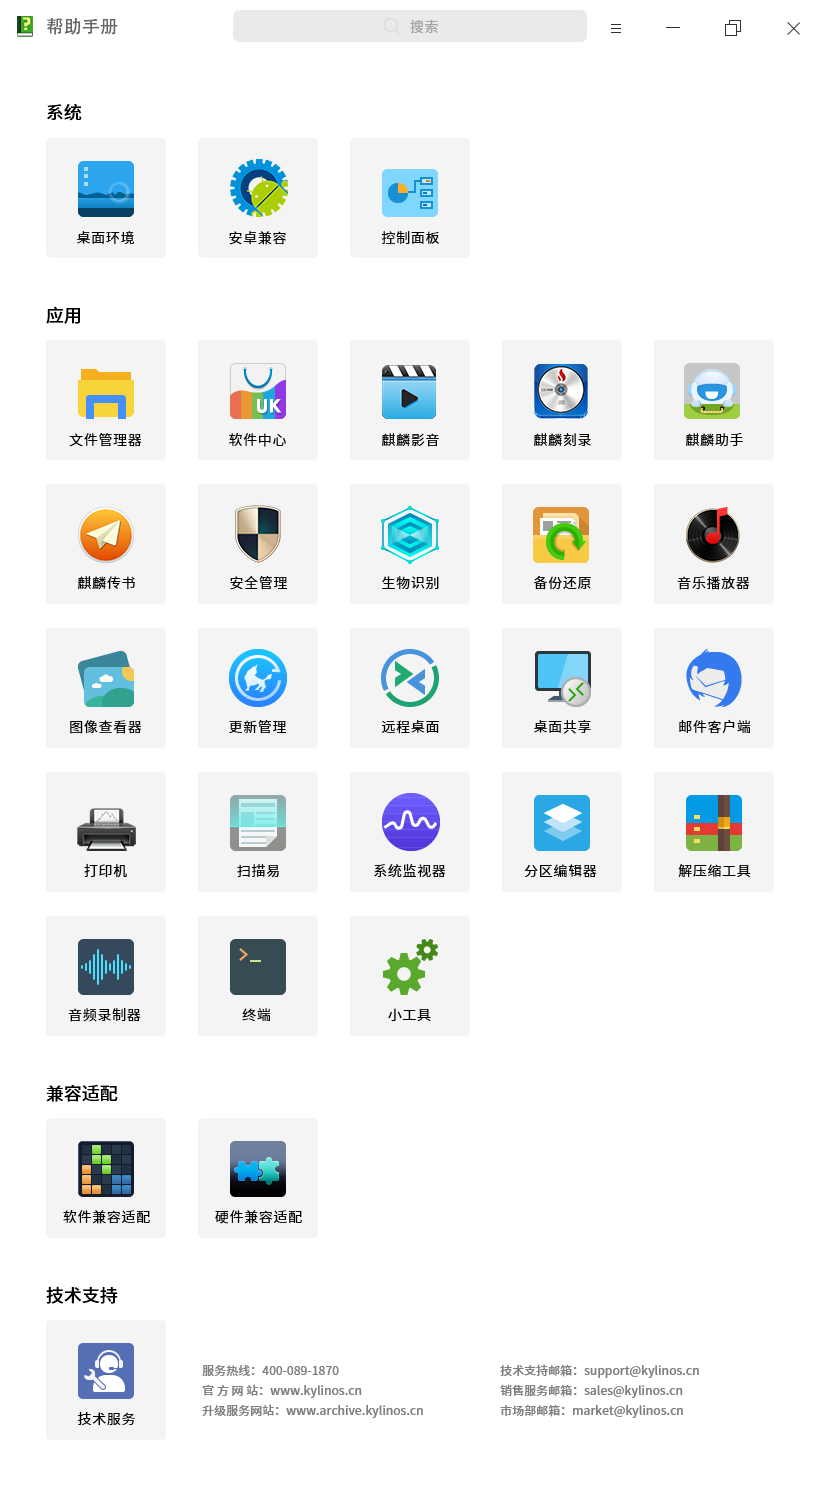 帮助手册
搜索
系统
桌面环境
安卓兼容
控制面板
应用
文件管理器
UK
软件中心
麒麟影音
麒麟刻录
麒麟助手
麒麟传书
安全管理
生物识别
备份还原
音乐播放器
图像查看器
更新管理
远程桌面
桌面共享
邮件客户端
打印机
扫描易
系统监视器
分区编辑器
解压缩工具
音频录制器
终端
小工具
兼容适配
软件兼容适配
硬件兼容适配
技术支持
技术服务
服务热线：400-089-1870
官 方 网 站：www.kylinos.cn
升级服务网站：www.archive.kylinos.cn
技术支持邮箱：support@kylinos.cn
销售服务邮箱：sales@kylinos.cn
市场部邮箱：market@kylinos.cn